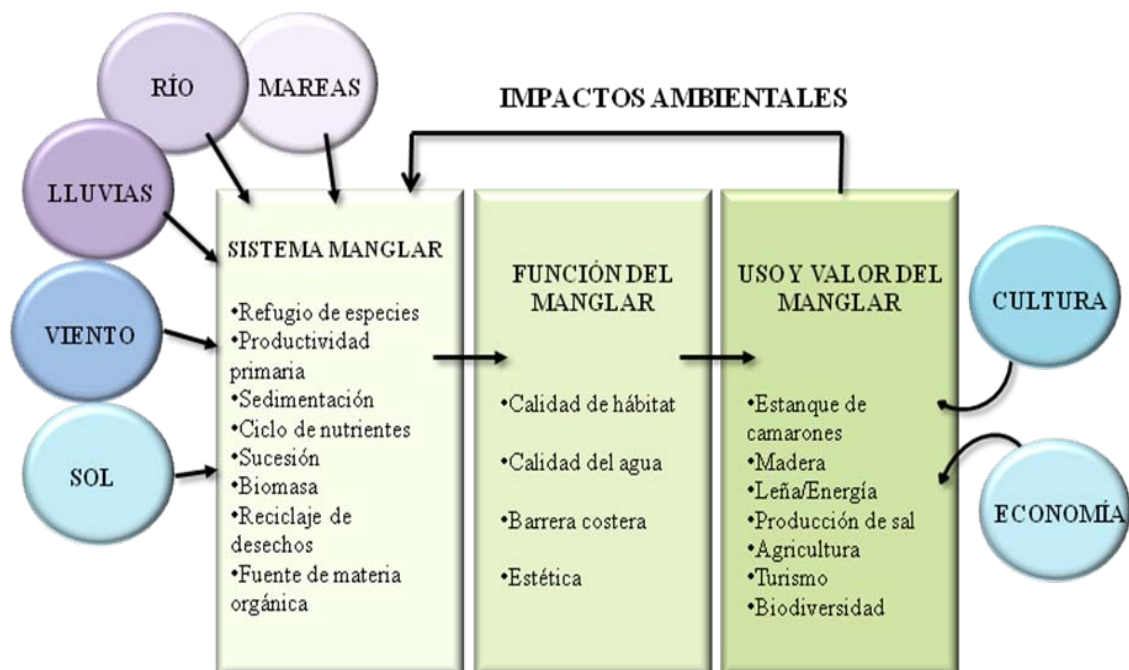 RÍO
MAREAS
LLUVIAS
VIENTO
SOL
IMPACTOS AMBIENTALES
SISTEMA MANGLAR
•Refugio de especies
•Productividad
primaria
•Sedimentación
•Ciclo de nutrientes
•Sucesión
•Biomasa
•Reciclaje de
desechos
•Fuente de materia
orgánica
FUNCIÓN DEL
MANGLAR
•Calidad de hábitat
•Calidad del agua
•Barrera costera
•Estética
USO Y VALOR DEL
MANGLAR
•Estanque de
camarones
•Madera
•Leña/Energía
•Producción de sal
•Agricultura
•Turismo
•Biodiversidad
CULTURA
ECONOMÍA